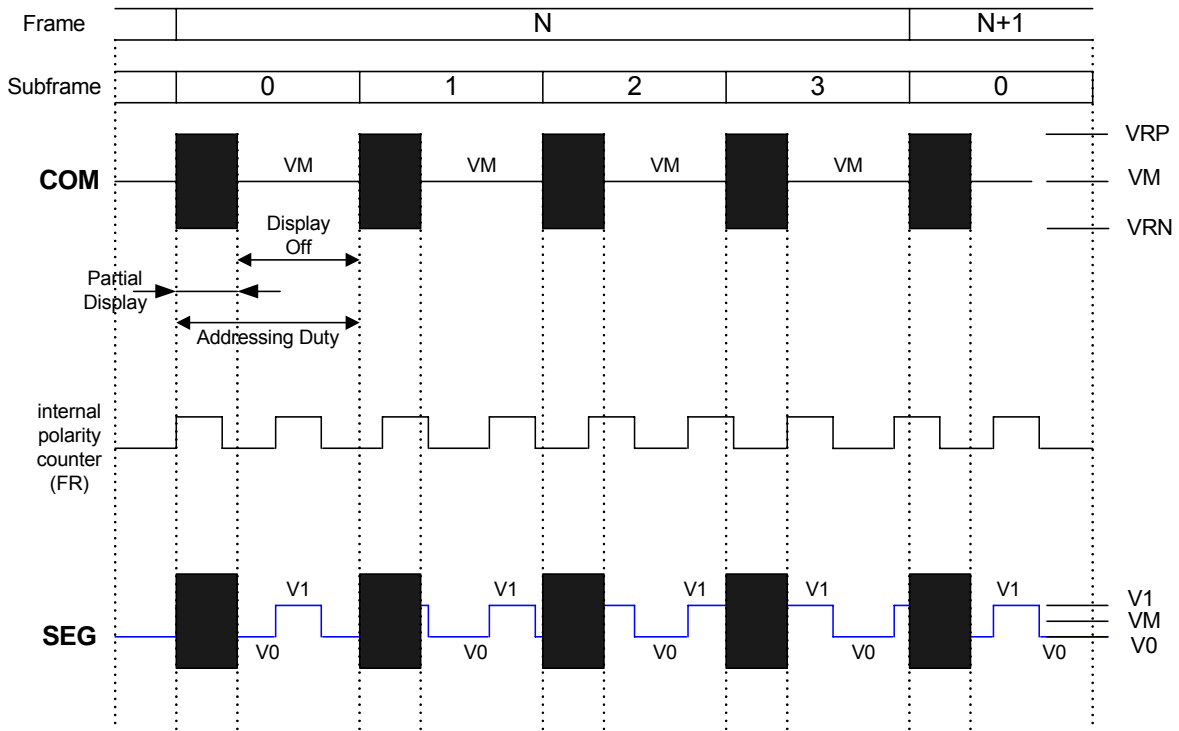 Frame N N+1
Subframe 0 1 2 3 0
VRP
COM VM VM VM VM VM
VRN
Display
Off
Partial
Display
Addressing Duty
internal
polarity
counter
(FR)
V1 V1 V1 V1 V1 V1
VM
SEG V0
V0 V0 V0 V0 V0